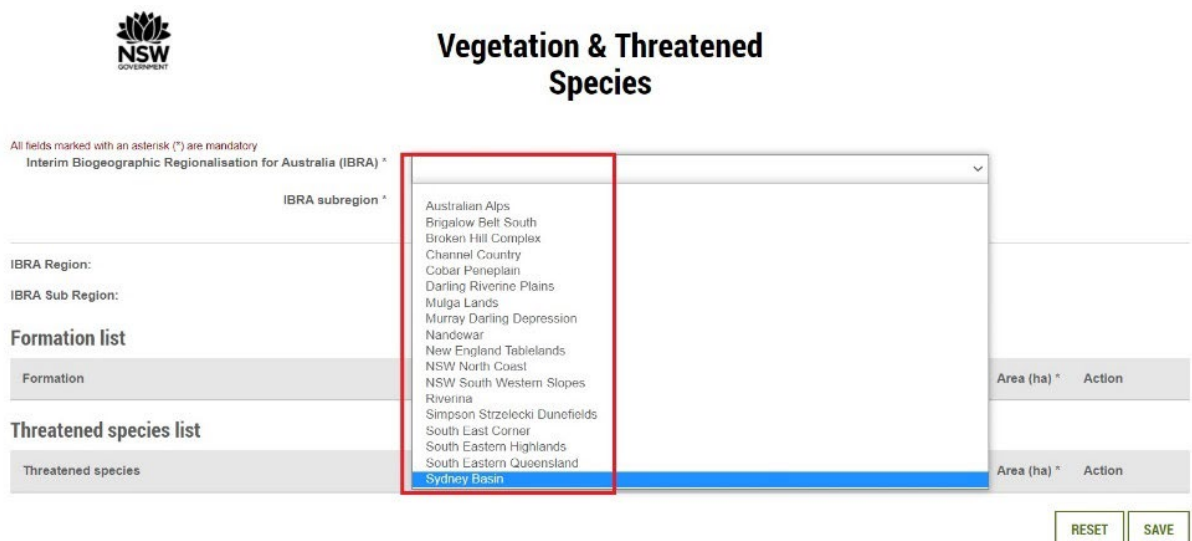 NSW
GOVERNMENT
Vegetation & Threatened
Species
All fields marked with an asterisk (*) are mandatory
Interim Biogeographic Regionalisation for Australia (IBRA) *
IBRA subregion *
Australian Alps
Brigalow Belt South
Broken Hill Complex
Channel Country
Cobar Peneplain
Darling Riverine Plains
Mulga Lands
Murray Darling Depression
Nandewar
New England Tablelands
NSW North Coast
NSW South Western Slopes
Riverina
Simpson Strzelecki Dunefields
South East Corner
South Eastern Highlands
South Eastern Queensland
Sydney Basin
IBRA Region:
IBRA Sub Region:
Formation list
Formation Area (ha) * Action
Threatened species list
Threatened species Area (ha) * Action
RESET SAVE